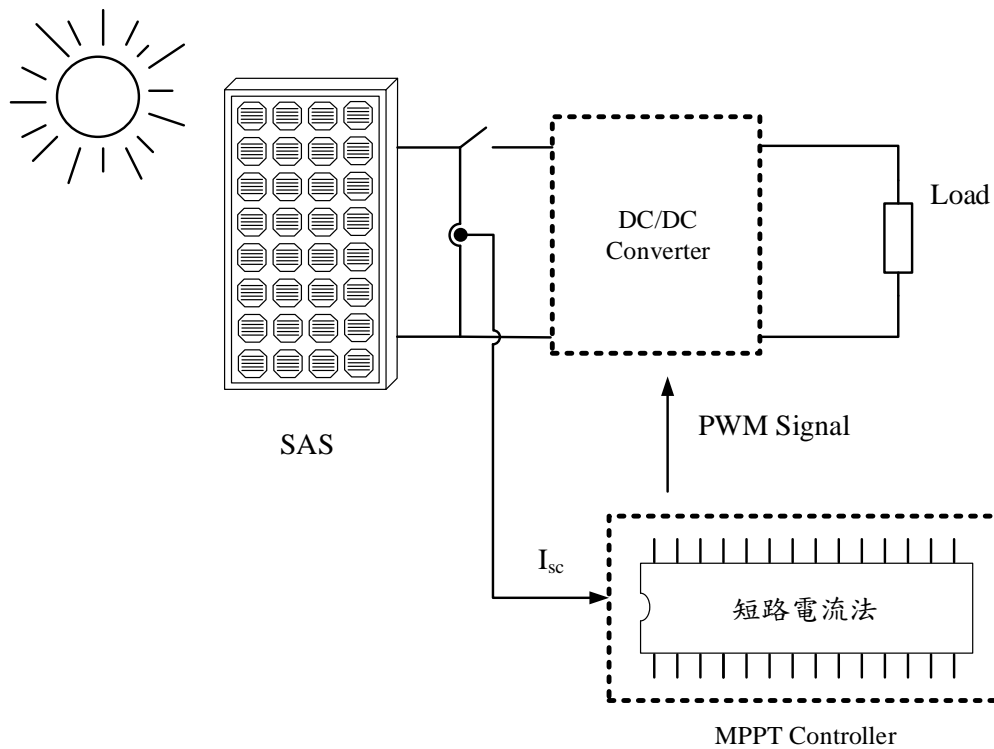 Load
DC/DC
Converter
SAS
PWM Signal
Isc
短路電流法
MPPT Controller